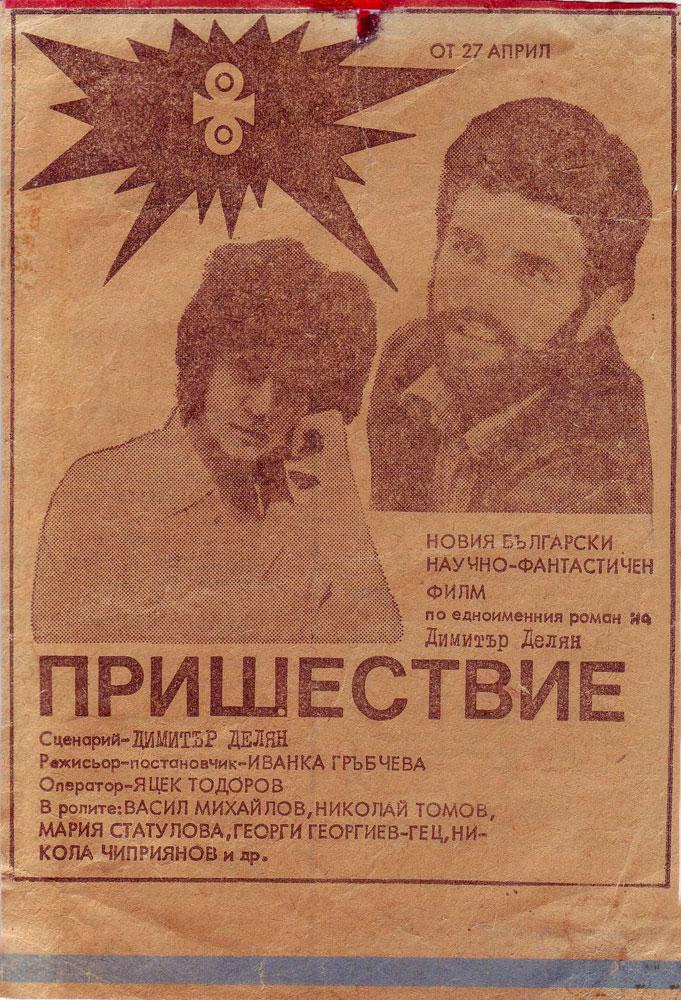 ОТ 27 АПРИЛ
НОВИЯ БЪЛГАРСКИ
НАУЧНО-ФАНТАСТИЧЕН
ФИЛМ
по едноименния роман на
Димитър Делян
ПРИШЕСТВИЕ
Сценарий-ДИМИТЪР ДЕЛЯН
Режисьор-постановчик-ИВАНКА ГРЪБЧЕВА
Оператор-ЯЦЕК ТОДОРОВ
В ролите:ВАСИЛ МИХАЙЛОВ,НИКОЛАЙ ТОМОВ,
МАРИЯ СТАТУЛОВА,ГЕОРГИ ГЕОРГИЕВ-ГЕЦ,НИ-
КОЛА ЧИПРИЯНОВ и др.